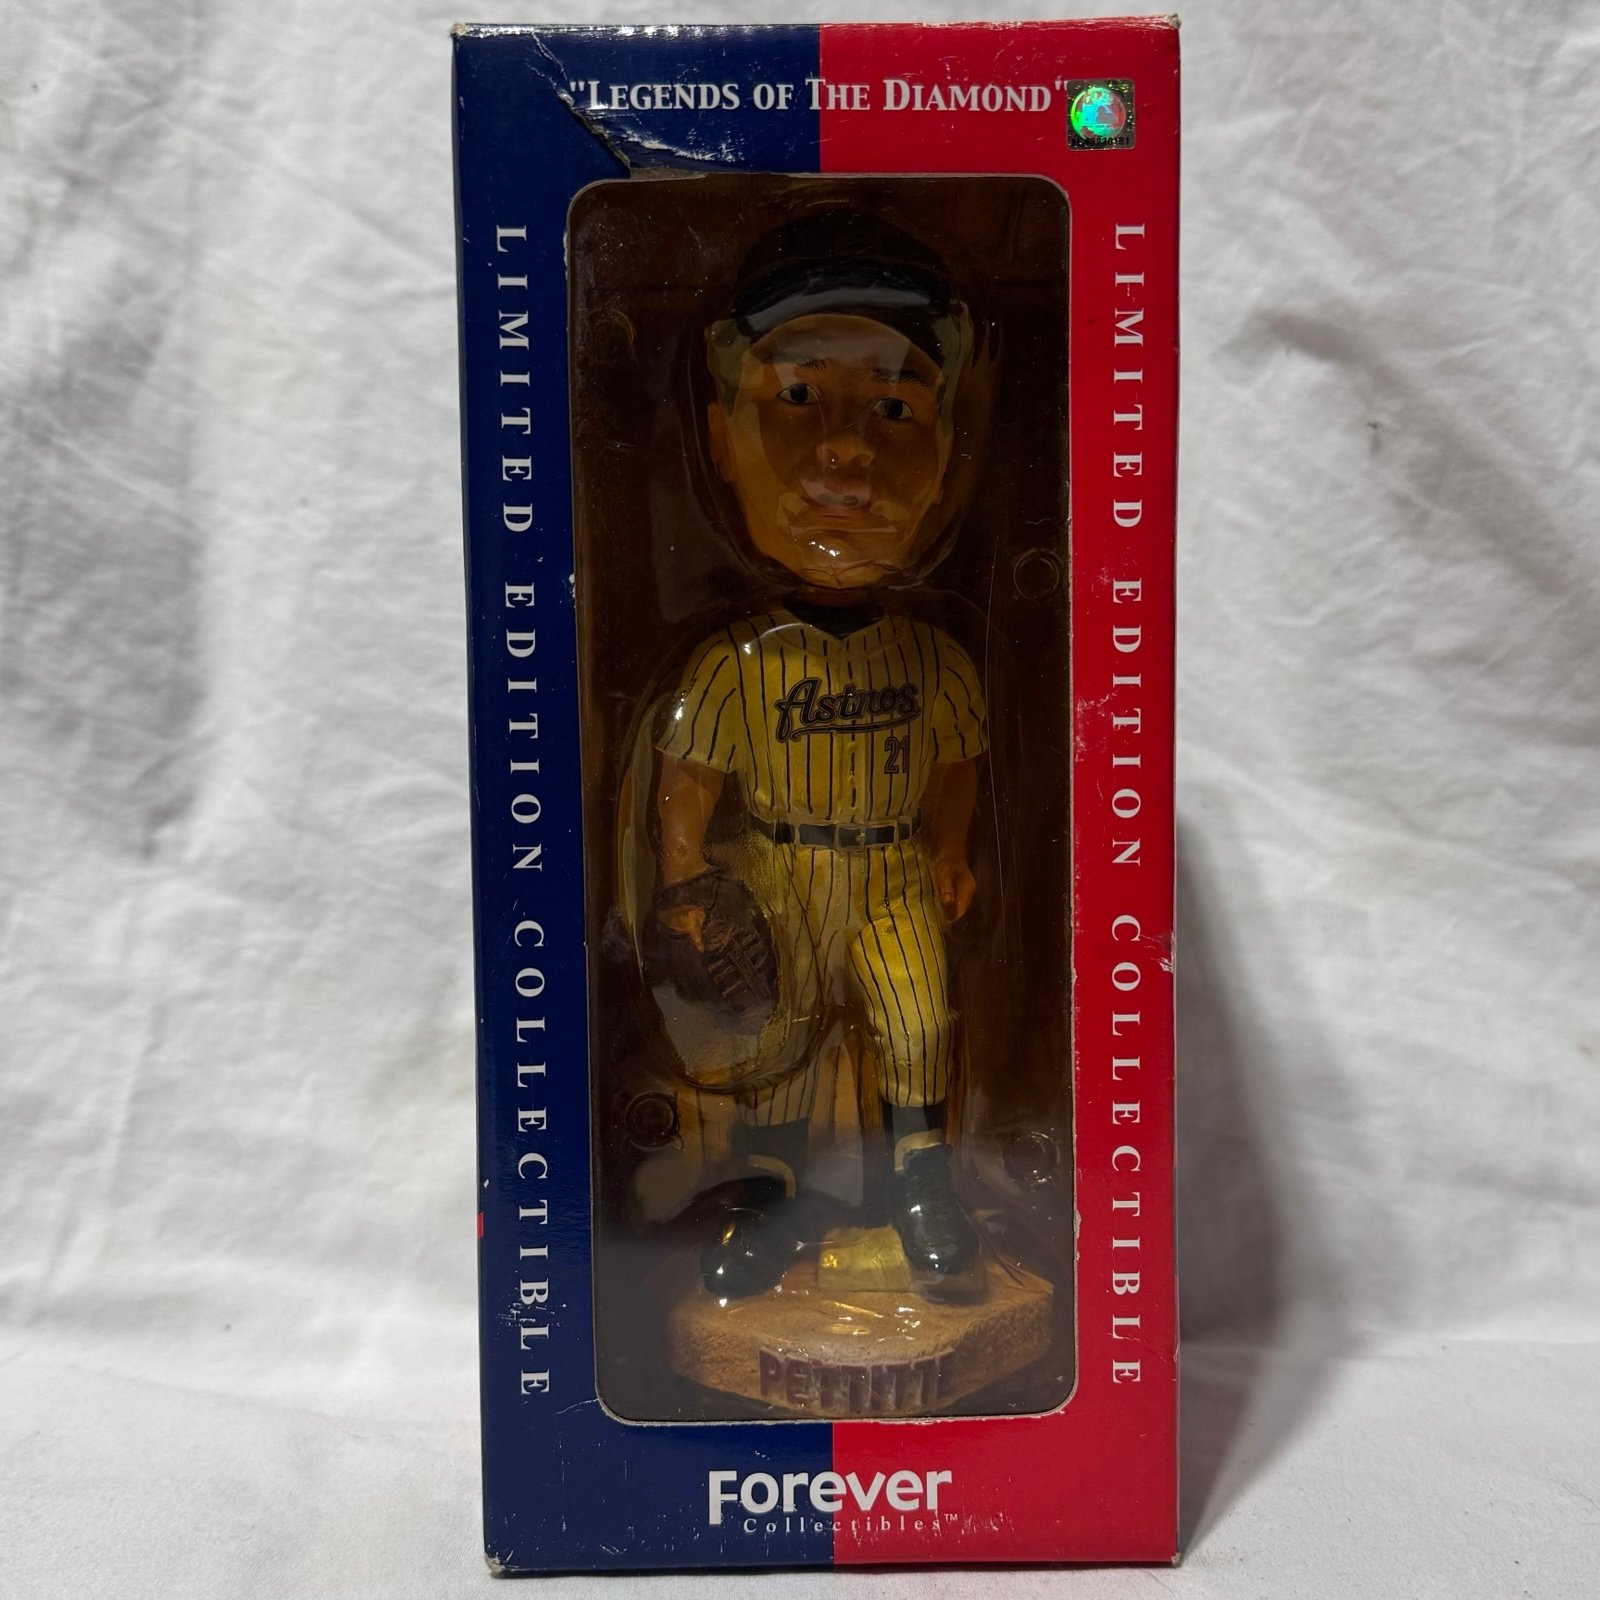 "LEGENDS OF THE DIAMOND"
LIMITED EDITION COLLECTIBLE
LIMITED EDITION COLLECTIBLE
Astros
21
PETTITTE
Forever
Collectibles™